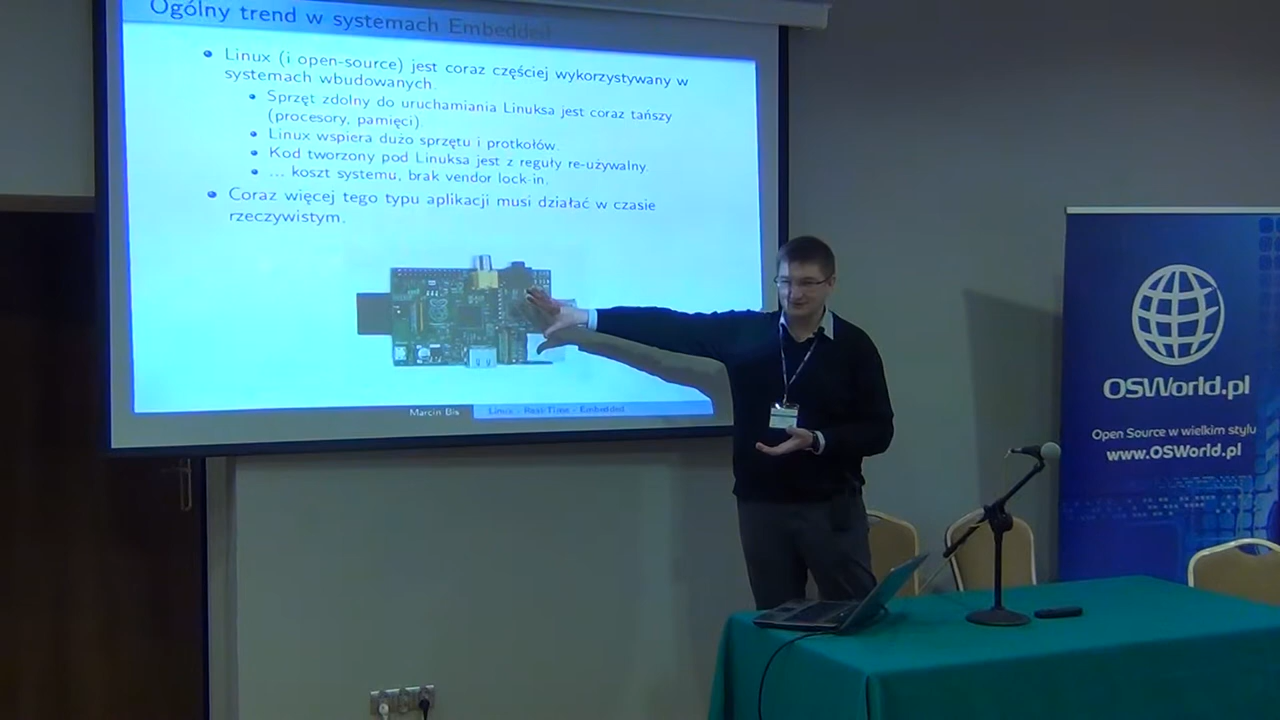 Ogólny trend w systemach Embedded
Linux (i open-source) jest coraz częściej wykorzystywany w
systemach wbudowanych.
Sprzęt zdolny do uruchamiania Linuksa jest coraz tańszy
(procesory, pamięci).
Linux wspiera dużo sprzętu i protkołów.
Kod tworzony pod Linuksa jest z reguły re-używalny.
... koszt systemu, brak vendor lock-in.
Coraz więcej tego typu aplikacji musi działać w czasie
rzeczywistym.
Marcin Bis
Linux - Real-Time - Embedded
OSWorld.pl
Open Source w wielkim stylu
www.OSWorld.pl